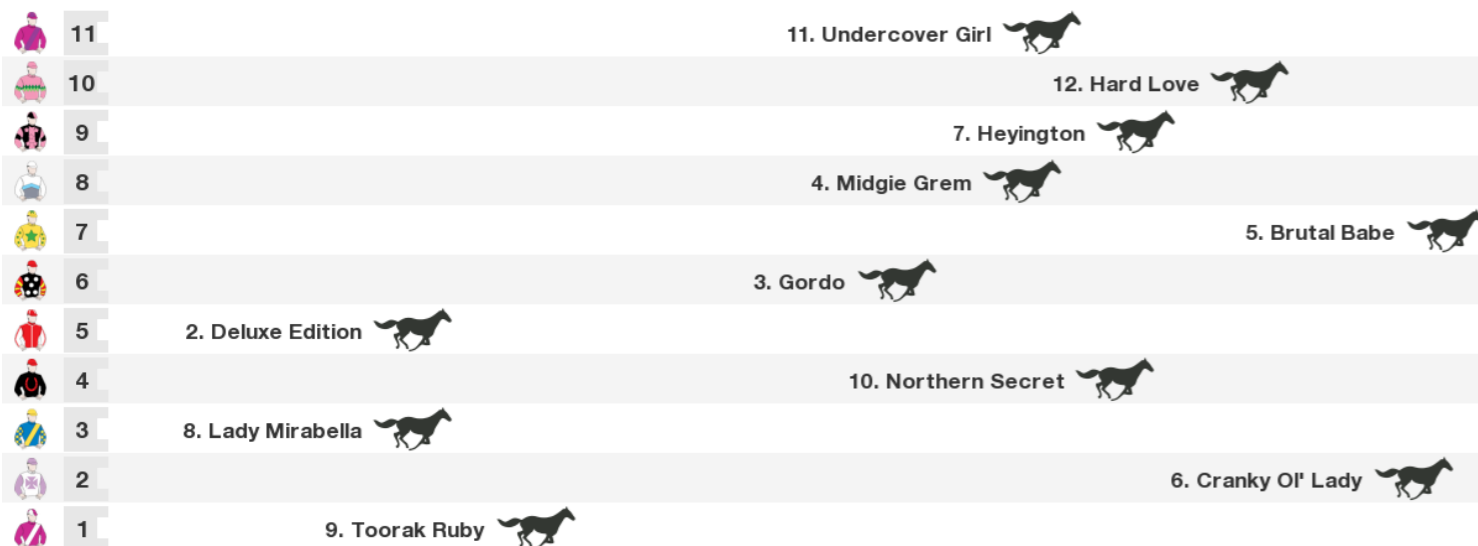 11 11. Undercover Girl
10 12. Hard Love
9 7. Heyington
8 4. Midgie Grem
7 5. Brutal Babe
6 3. Gordo
5 2. Deluxe Edition
4 10. Northern Secret
3 8. Lady Mirabella
2 6. Cranky Ol' Lady
1 9. Toorak Ruby